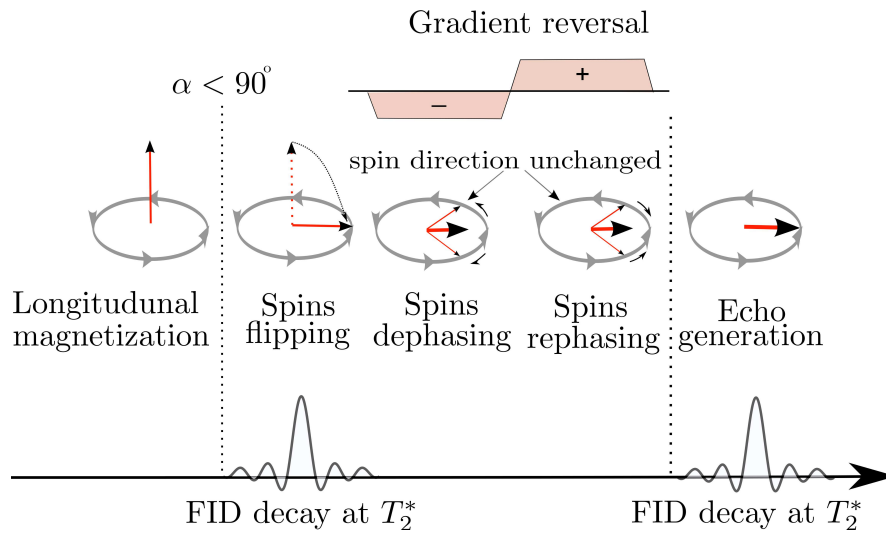 Gradient reversal
α < 90°
−
+
spin direction unchanged
Longitudunal
magnetization
Spins
flipping
Spins
dephasing
Spins
rephasing
Echo
generation
FID decay at T₂*
FID decay at T₂*